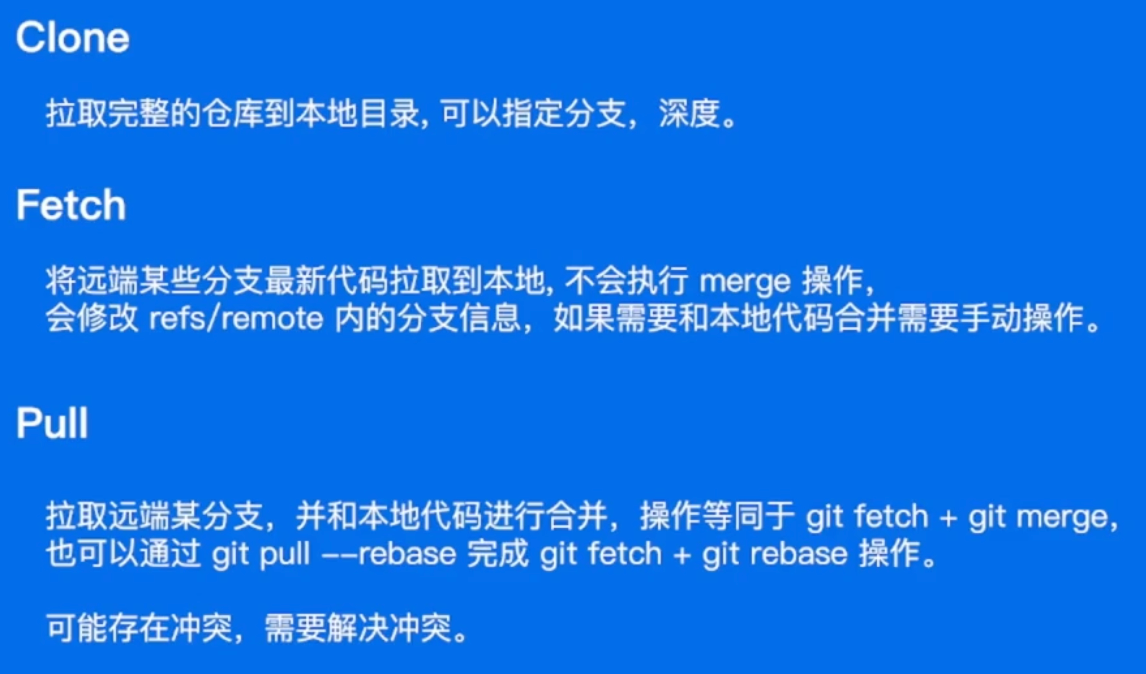 Clone
拉取完整的仓库到本地目录, 可以指定分支，深度。
Fetch
将远端某些分支最新代码拉取到本地, 不会执行 merge 操作,
会修改 refs/remote 内的分支信息，如果需要和本地代码合并需要手动操作。
Pull
拉取远端某分支，并和本地代码进行合并，操作等同于 git fetch + git merge,
也可以通过 git pull --rebase 完成 git fetch + git rebase 操作。
可能存在冲突，需要解决冲突。